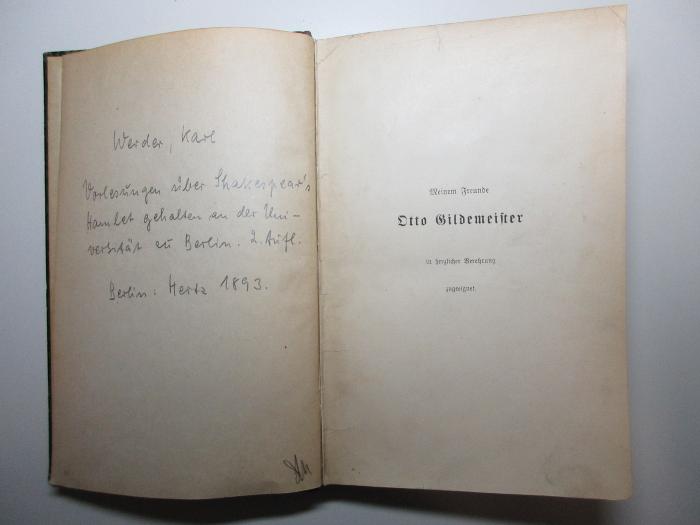 Werder, Karl
Vorlesungen über Shakespear's
Hamlet gehalten an der Uni-
versität zu Berlin. 2. Aufl.
Berlin: Hertz 1893.
Meinem Freunde
Otto Gildemeister
in herzlicher Verehrung
zugeeignet.